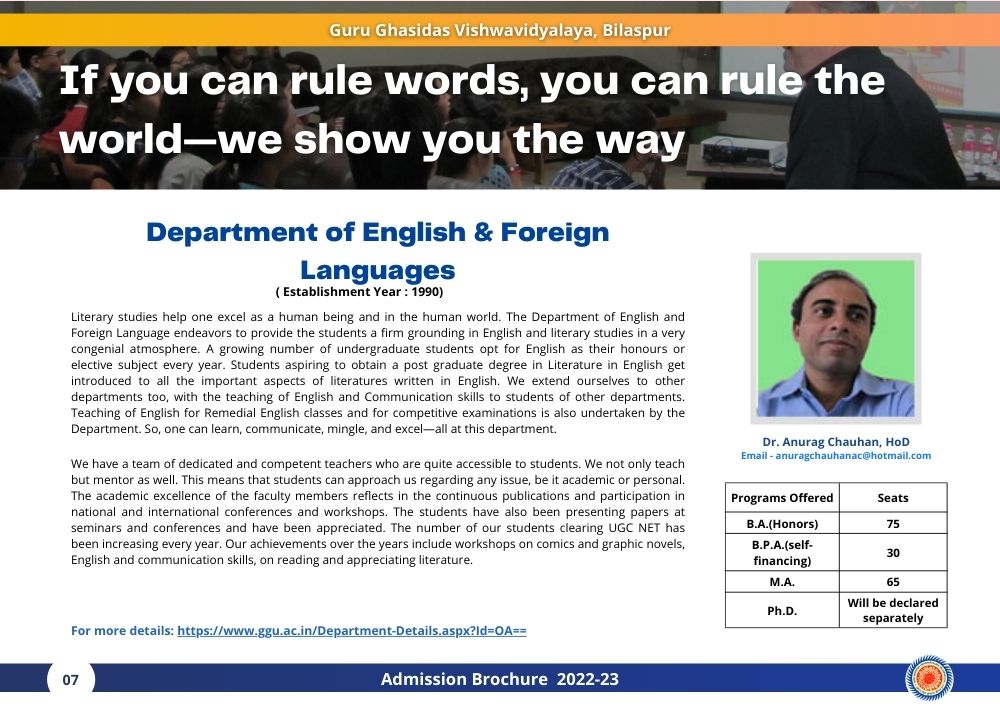 Guru Ghasidas Vishwavidyalaya, Bilaspur
If you can rule words, you can rule the
world—we show you the way
Department of English & Foreign
Languages
( Establishment Year : 1990)
Literary studies help one excel as a human being and in the human world. The Department of English and
Foreign Language endeavors to provide the students a firm grounding in English and literary studies in a very
congenial atmosphere. A growing number of undergraduate students opt for English as their honours or
elective subject every year. Students aspiring to obtain a post graduate degree in Literature in English get
introduced to all the important aspects of literatures written in English. We extend ourselves to other
departments too, with the teaching of English and Communication skills to students of other departments.
Teaching of English for Remedial English classes and for competitive examinations is also undertaken by the
Department. So, one can learn, communicate, mingle, and excel—all at this department.
We have a team of dedicated and competent teachers who are quite accessible to students. We not only teach
but mentor as well. This means that students can approach us regarding any issue, be it academic or personal.
The academic excellence of the faculty members reflects in the continuous publications and participation in
national and international conferences and workshops. The students have also been presenting papers at
seminars and conferences and have been appreciated. The number of our students clearing UGC NET has
been increasing every year. Our achievements over the years include workshops on comics and graphic novels,
English and communication skills, on reading and appreciating literature.
For more details: https://www.ggu.ac.in/Department-Details.aspx?Id=OA==
Dr. Anurag Chauhan, HoD
Email - anuragchauhanac@hotmail.com
Programs Offered Seats
B.A.(Honors) 75
B.P.A.(self-
financing) 30
M.A. 65
Ph.D. Will be declared
separately
07
Admission Brochure 2022-23